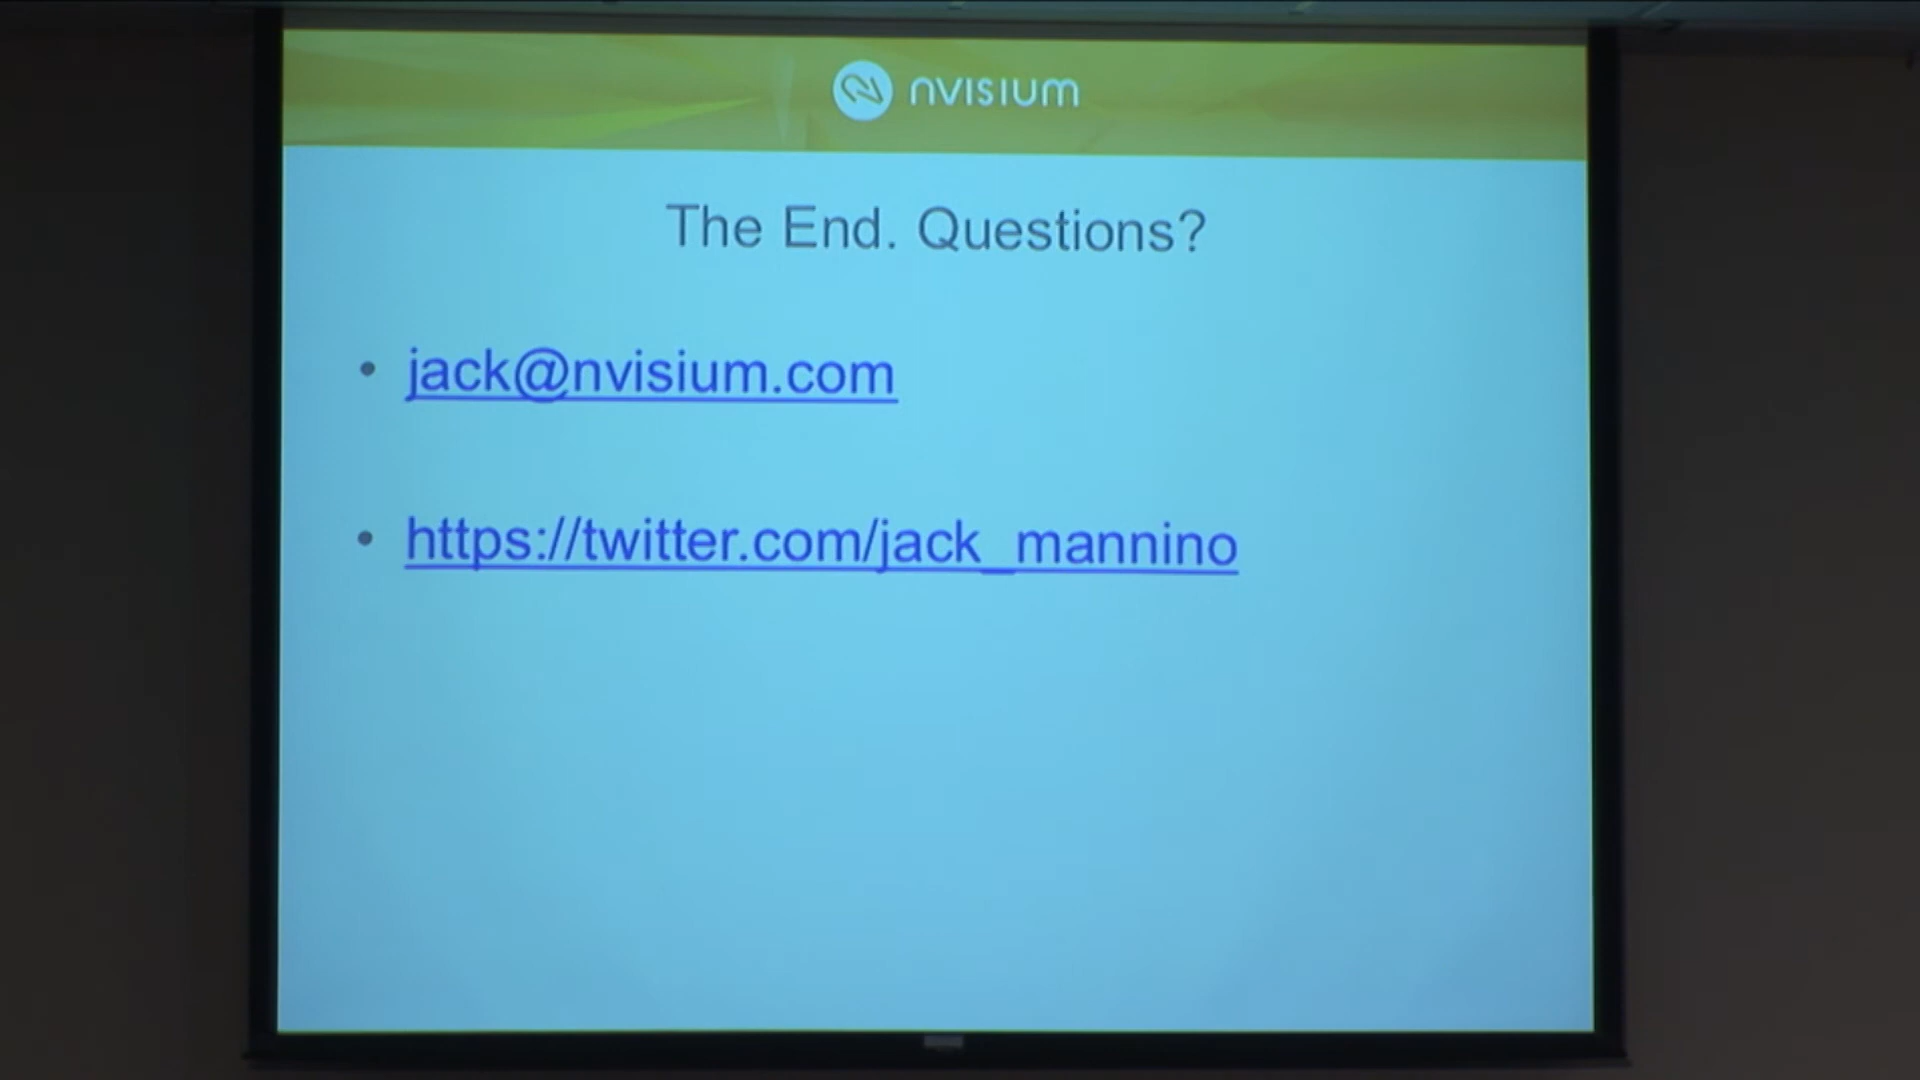 nvisium
The End. Questions?
• jack@nvisium.com
• https://twitter.com/jack_mannino